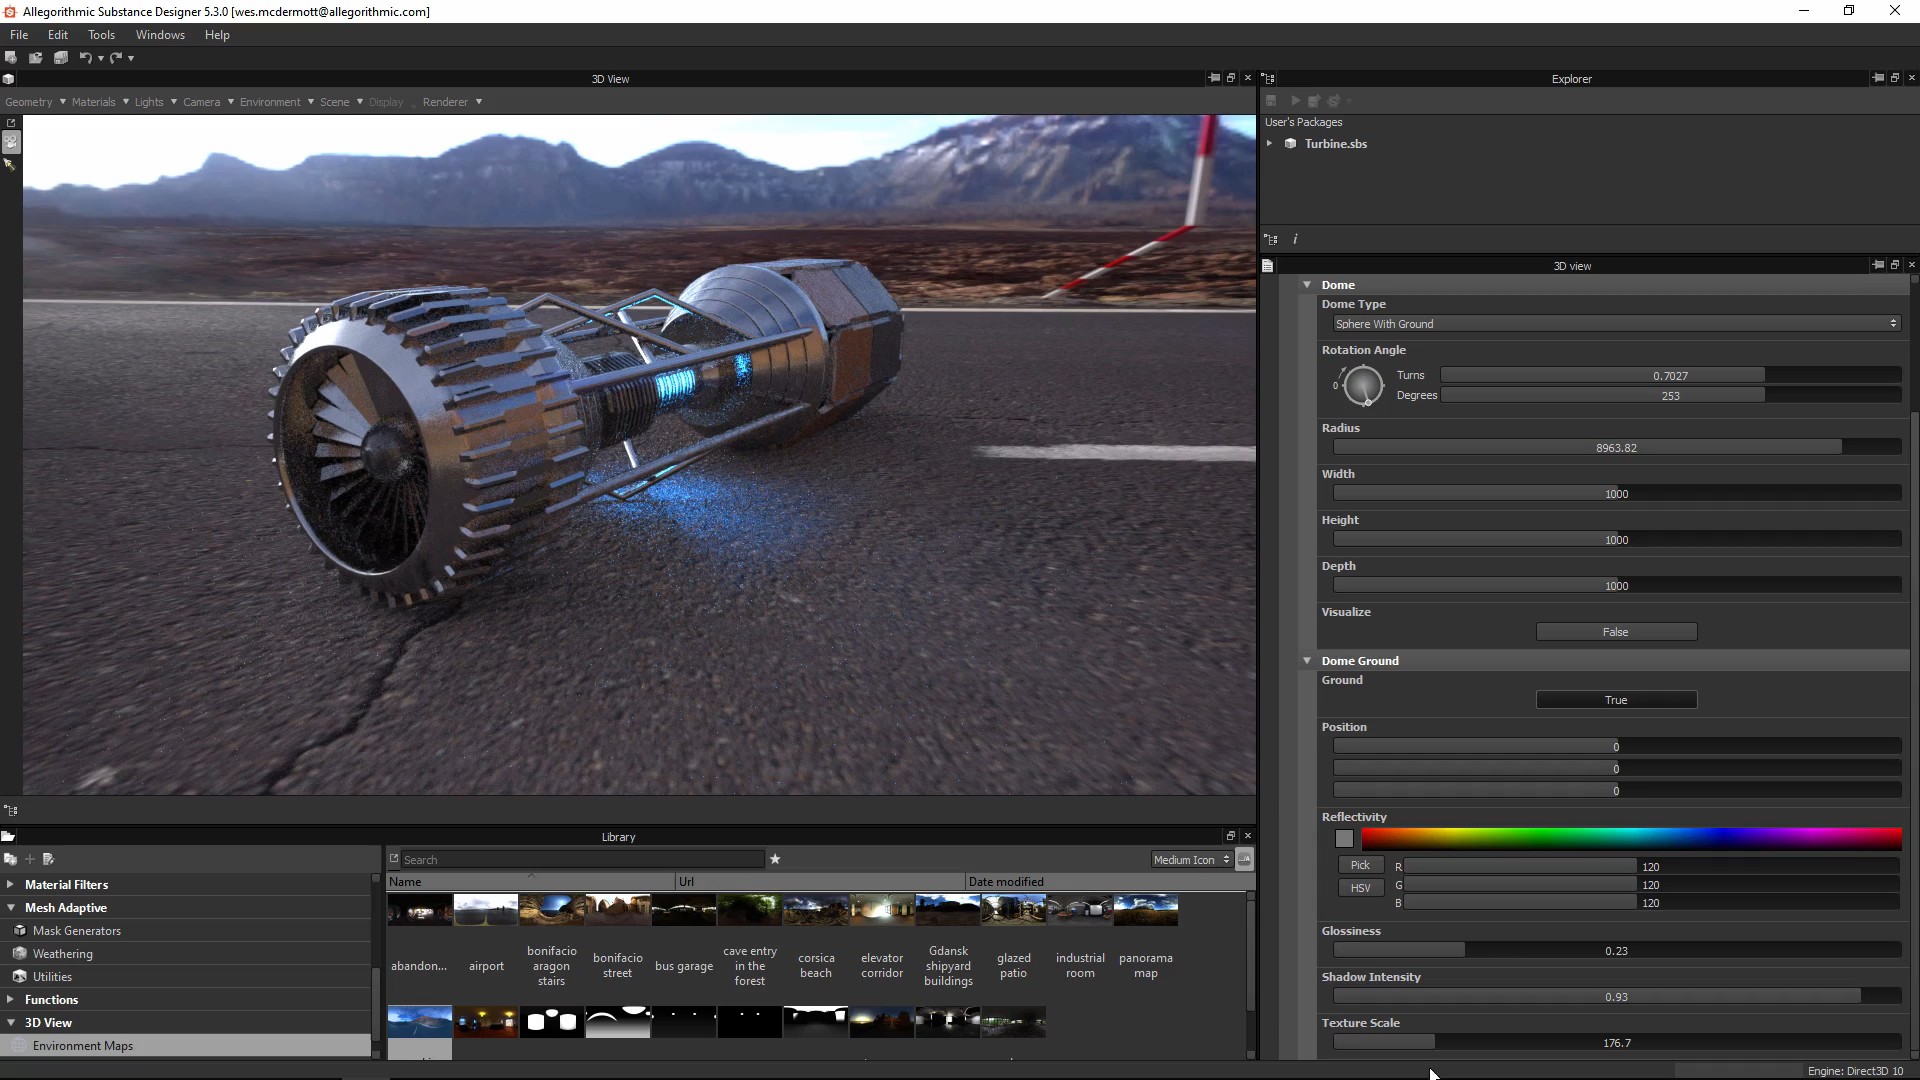 Allegorithmic Substance Designer 5.3.0 [wes.mcdermott@allegorithmic.com]
File Edit Tools Windows Help
3D View
Geometry Materials Lights Camera Environment Scene Display Renderer
Explorer
User's Packages
Turbine.sbs
i
3D view
Dome
Dome Type
Sphere With Ground
Rotation Angle
0
Turns 0.7027
Degrees 253
Radius
8963.82
Width
1000
Height
1000
Depth
1000
Visualize
False
Dome Ground
Ground
True
Position
0
0
0
Reflectivity
Pick
HSV
R 120
G 120
B 120
Glossiness
0.23
Shadow Intensity
0.93
Texture Scale
176.7
Library
Search
Medium Icon
Name Url Date modified
Material Filters
Mesh Adaptive
Mask Generators
Weathering
Utilities
Functions
3D View
Environment Maps
abandon...
airport
bonifacio aragon stairs
bonifacio street
bus garage
cave entry in the forest
corsica beach
elevator corridor
Gdansk shipyard buildings
glazed patio
industrial room
panorama map
Engine: Direct3D 10